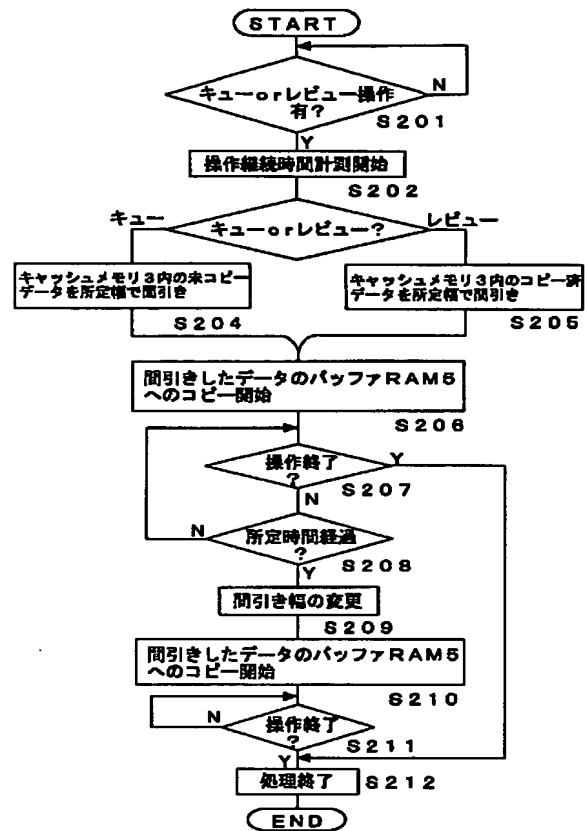 START
キューorレビュー操作
有?
N
S201
Y
操作継続時間計測開始
S202
キュー
キューorレビュー?
レビュー
キャッシュメモリ3内の未コピー
データを所定幅で間引き
S204
キャッシュメモリ3内のコピー済
データを所定幅で間引き
S205
間引きしたデータのバッファRAM5
へのコピー開始
S206
操作終了
?
Y
S207
N
所定時間経過
?
N
S208
Y
間引き幅の変更
S209
間引きしたデータのバッファRAM5
へのコピー開始
S210
操作終了
?
N
S211
Y
処理終了
S212
END